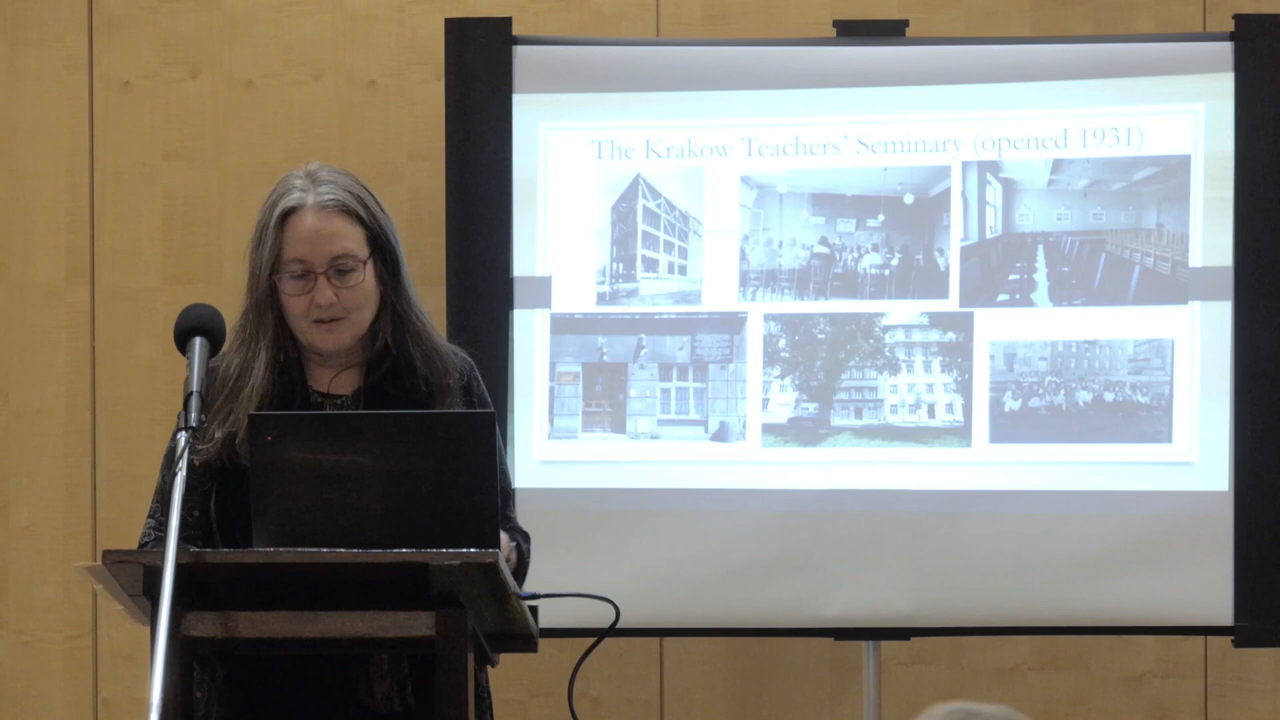 The Krakow Teachers' Seminary (opened 1931)